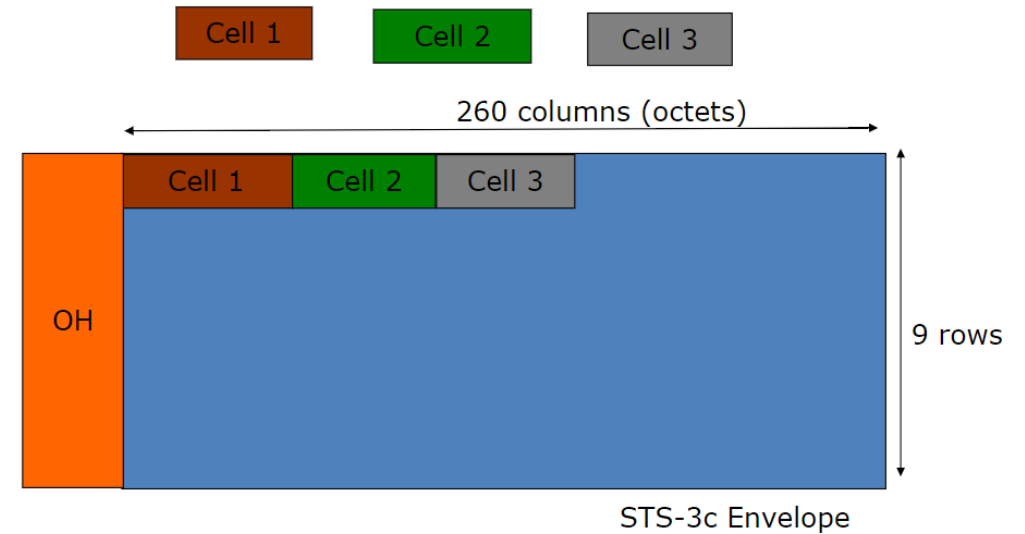 Cell 1
Cell 2
Cell 3
260 columns (octets)
Cell 1
Cell 2
Cell 3
OH
9 rows
STS-3c Envelope